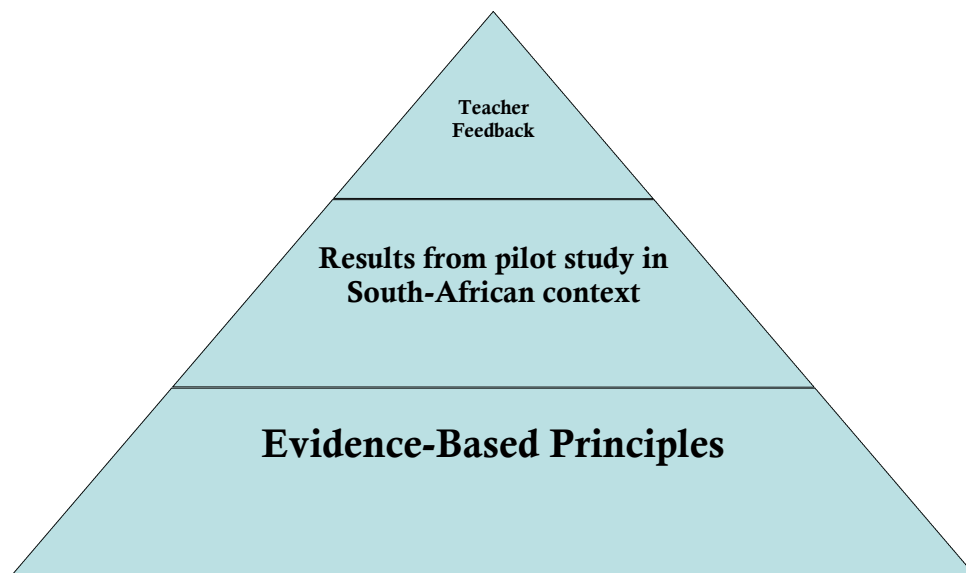 Teacher
Feedback
Results from pilot study in
South-African context
Evidence-Based Principles